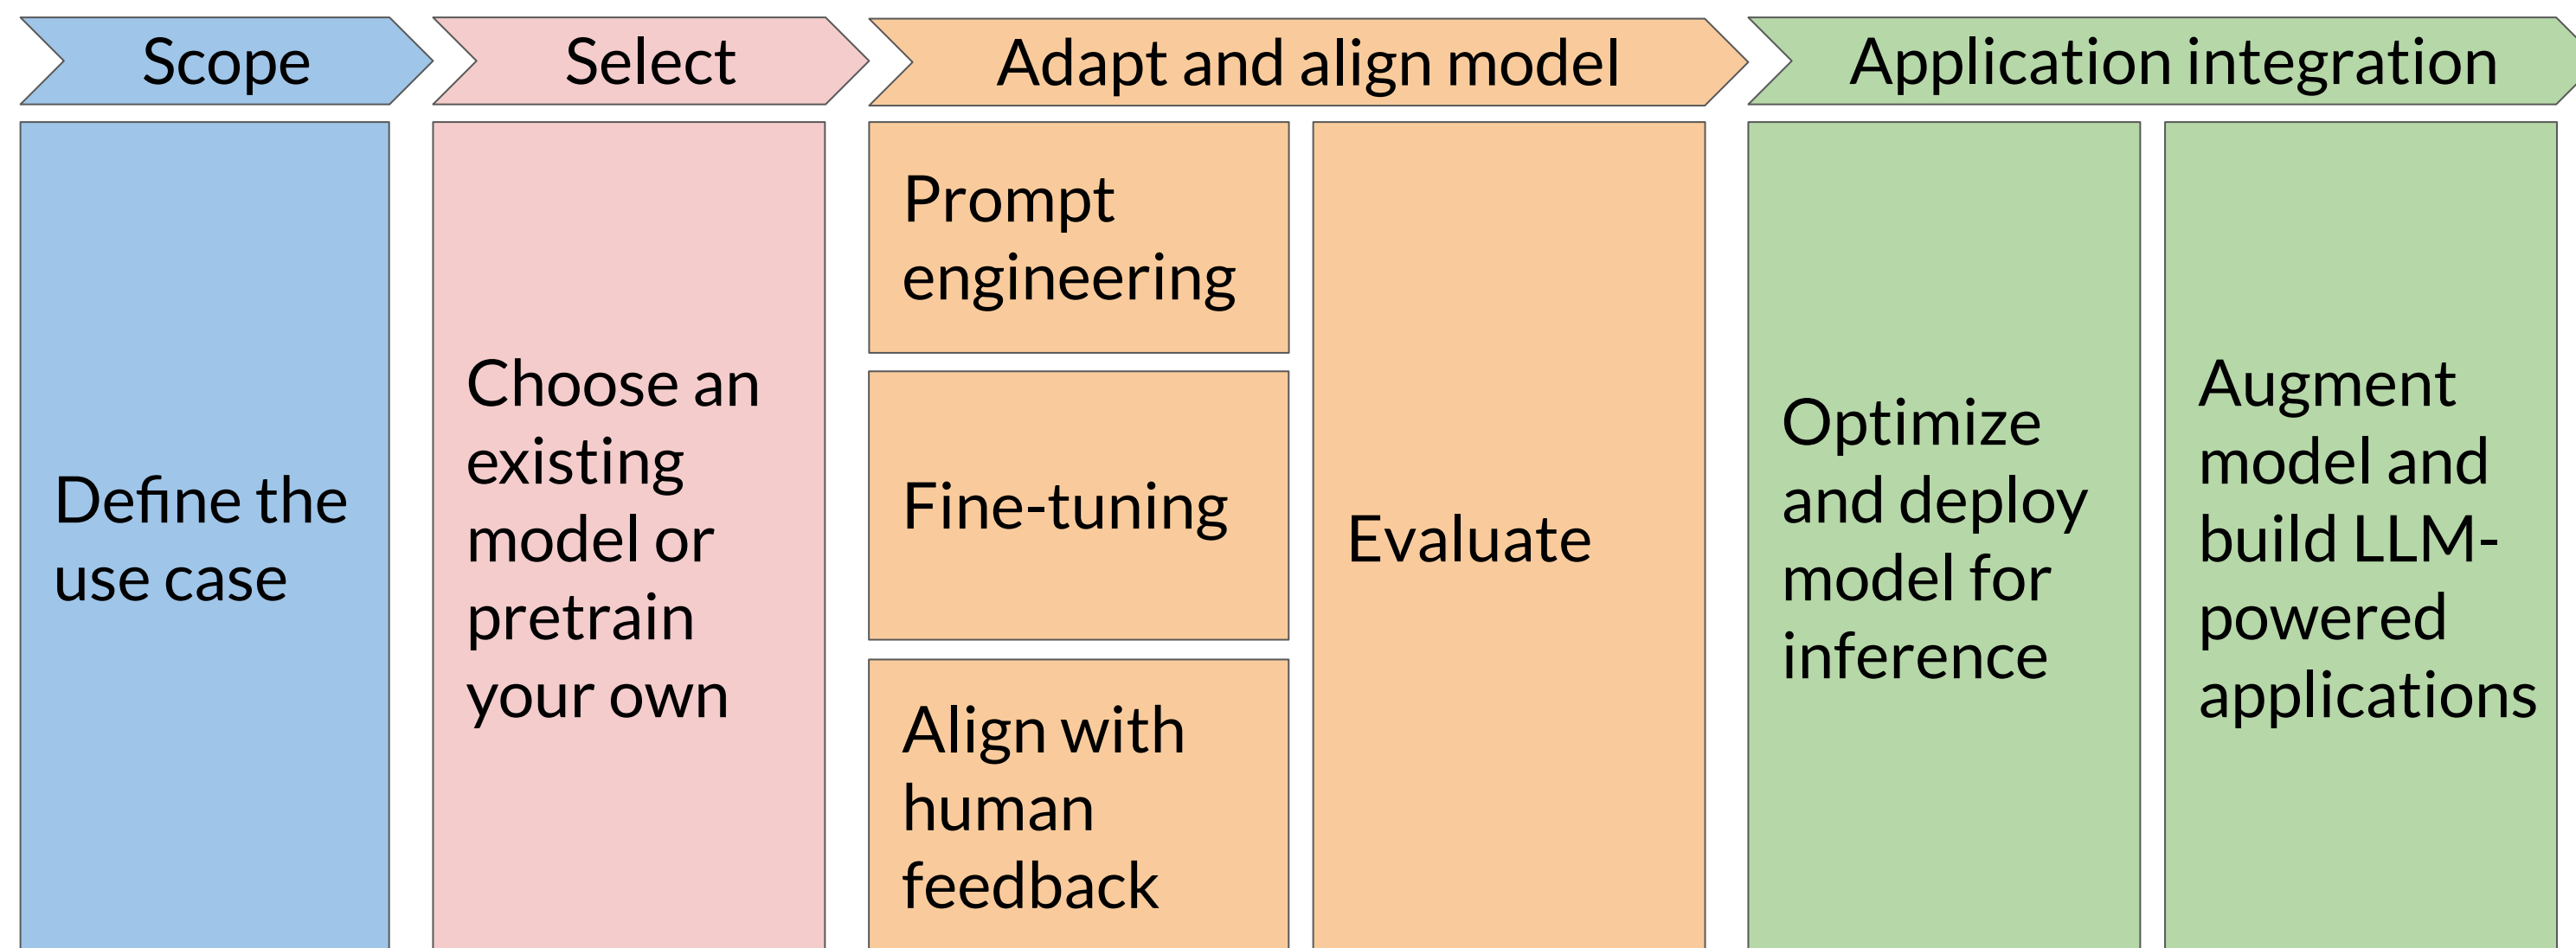 Scope
Select
Adapt and align model
Application integration
Define the
use case
Choose an
existing
model or
pretrain
your own
Prompt
engineering
Fine-tuning
Align with
human
feedback
Evaluate
Optimize
and deploy
model for
inference
Augment
model and
build LLM-
powered
applications